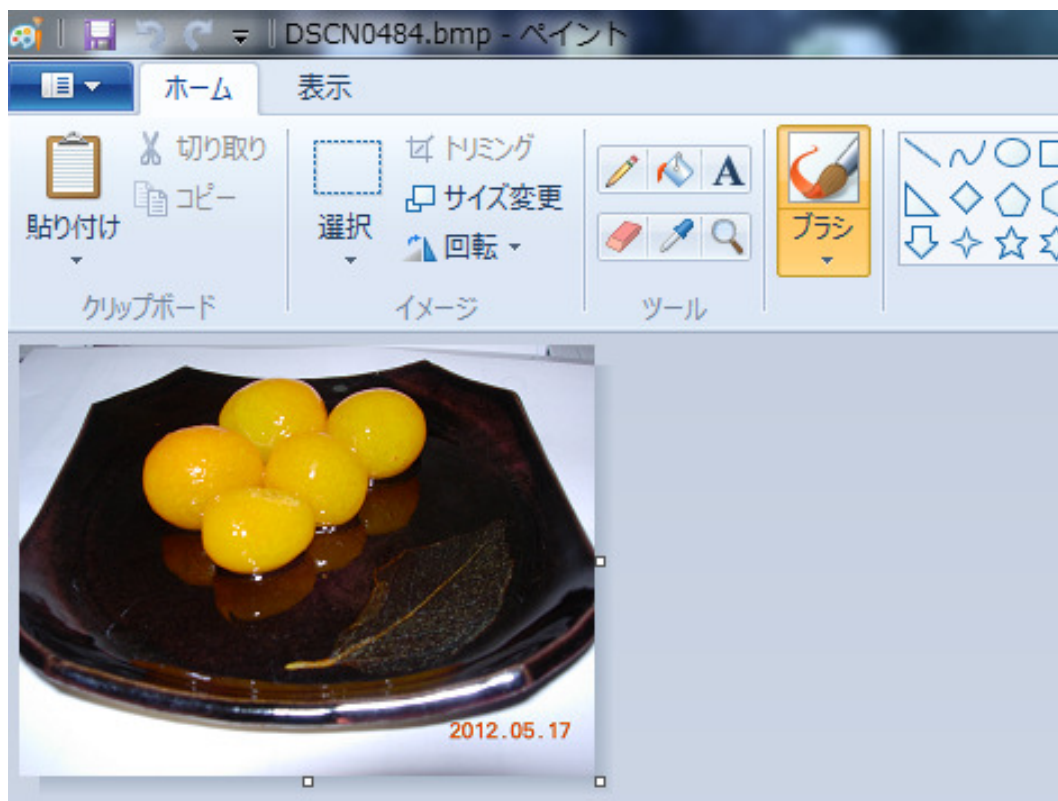 DSCN0484.bmp - ペイント
ホーム 表示
切り取り トリミング
コピー サイズ変更
貼り付け 選択 回転 ブラシ
A
クリップボード イメージ ツール
2012.05.17